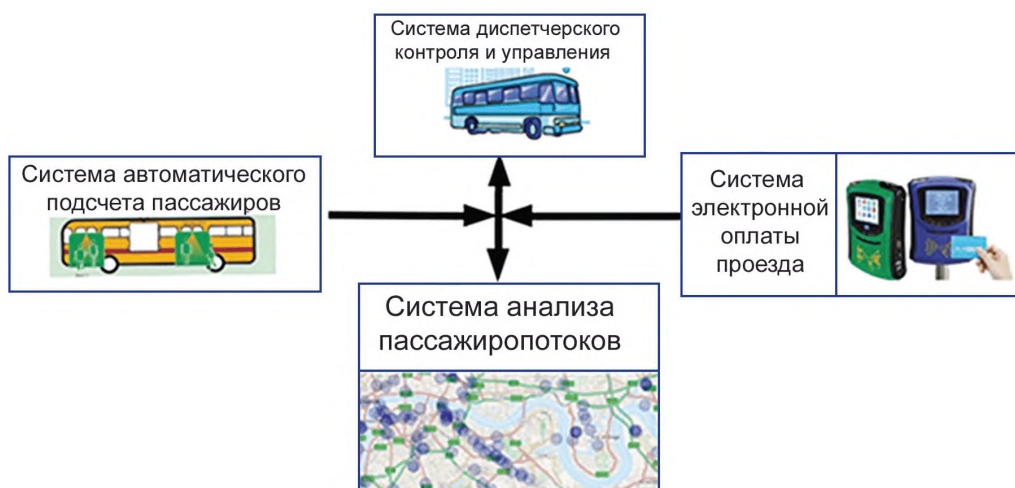 Система диспетчерского
контроля и управления
Система автоматического
подсчета пассажиров
Система
электронной
оплаты
проезда
Система анализа
пассажиропотоков